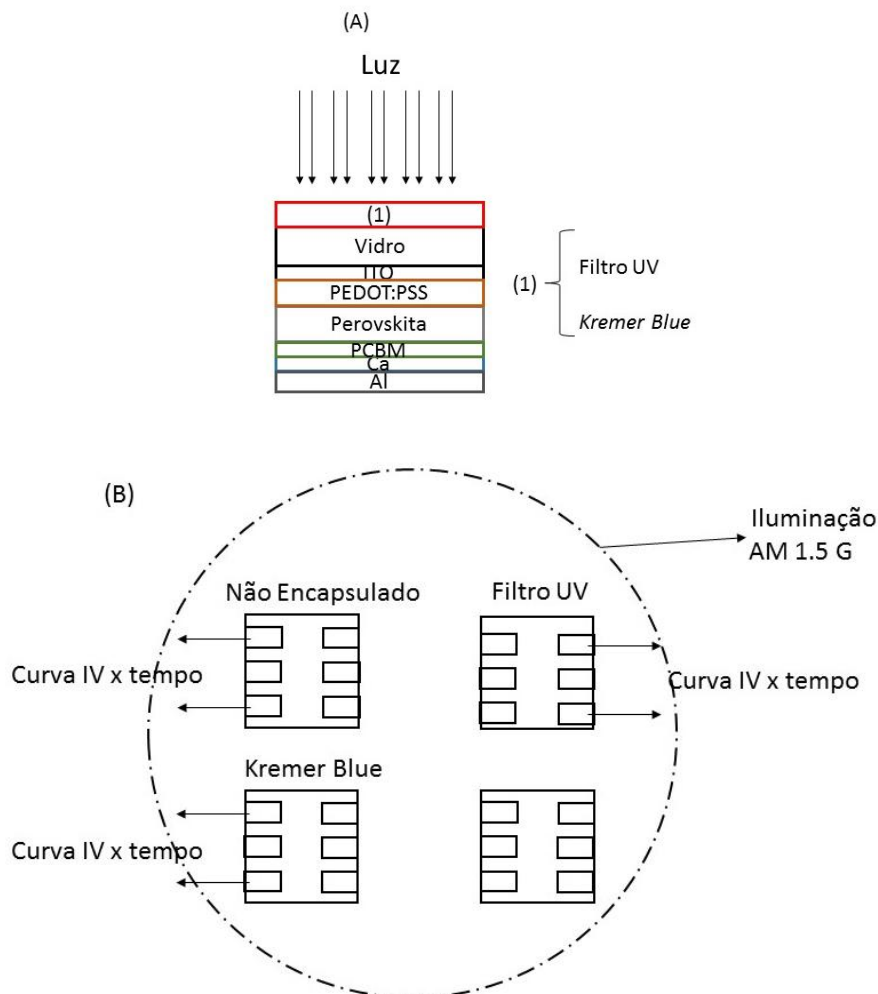 (A)
Luz
(1)
Vidro
ITO
PEDOT:PSS
Perovskita
PCBM
Ca
Al
(1)
Filtro UV
Kremer Blue
(B)
Iluminação
AM 1.5 G
Não Encapsulado
Filtro UV
Curva IV x tempo
Curva IV x tempo
Kremer Blue
Curva IV x tempo